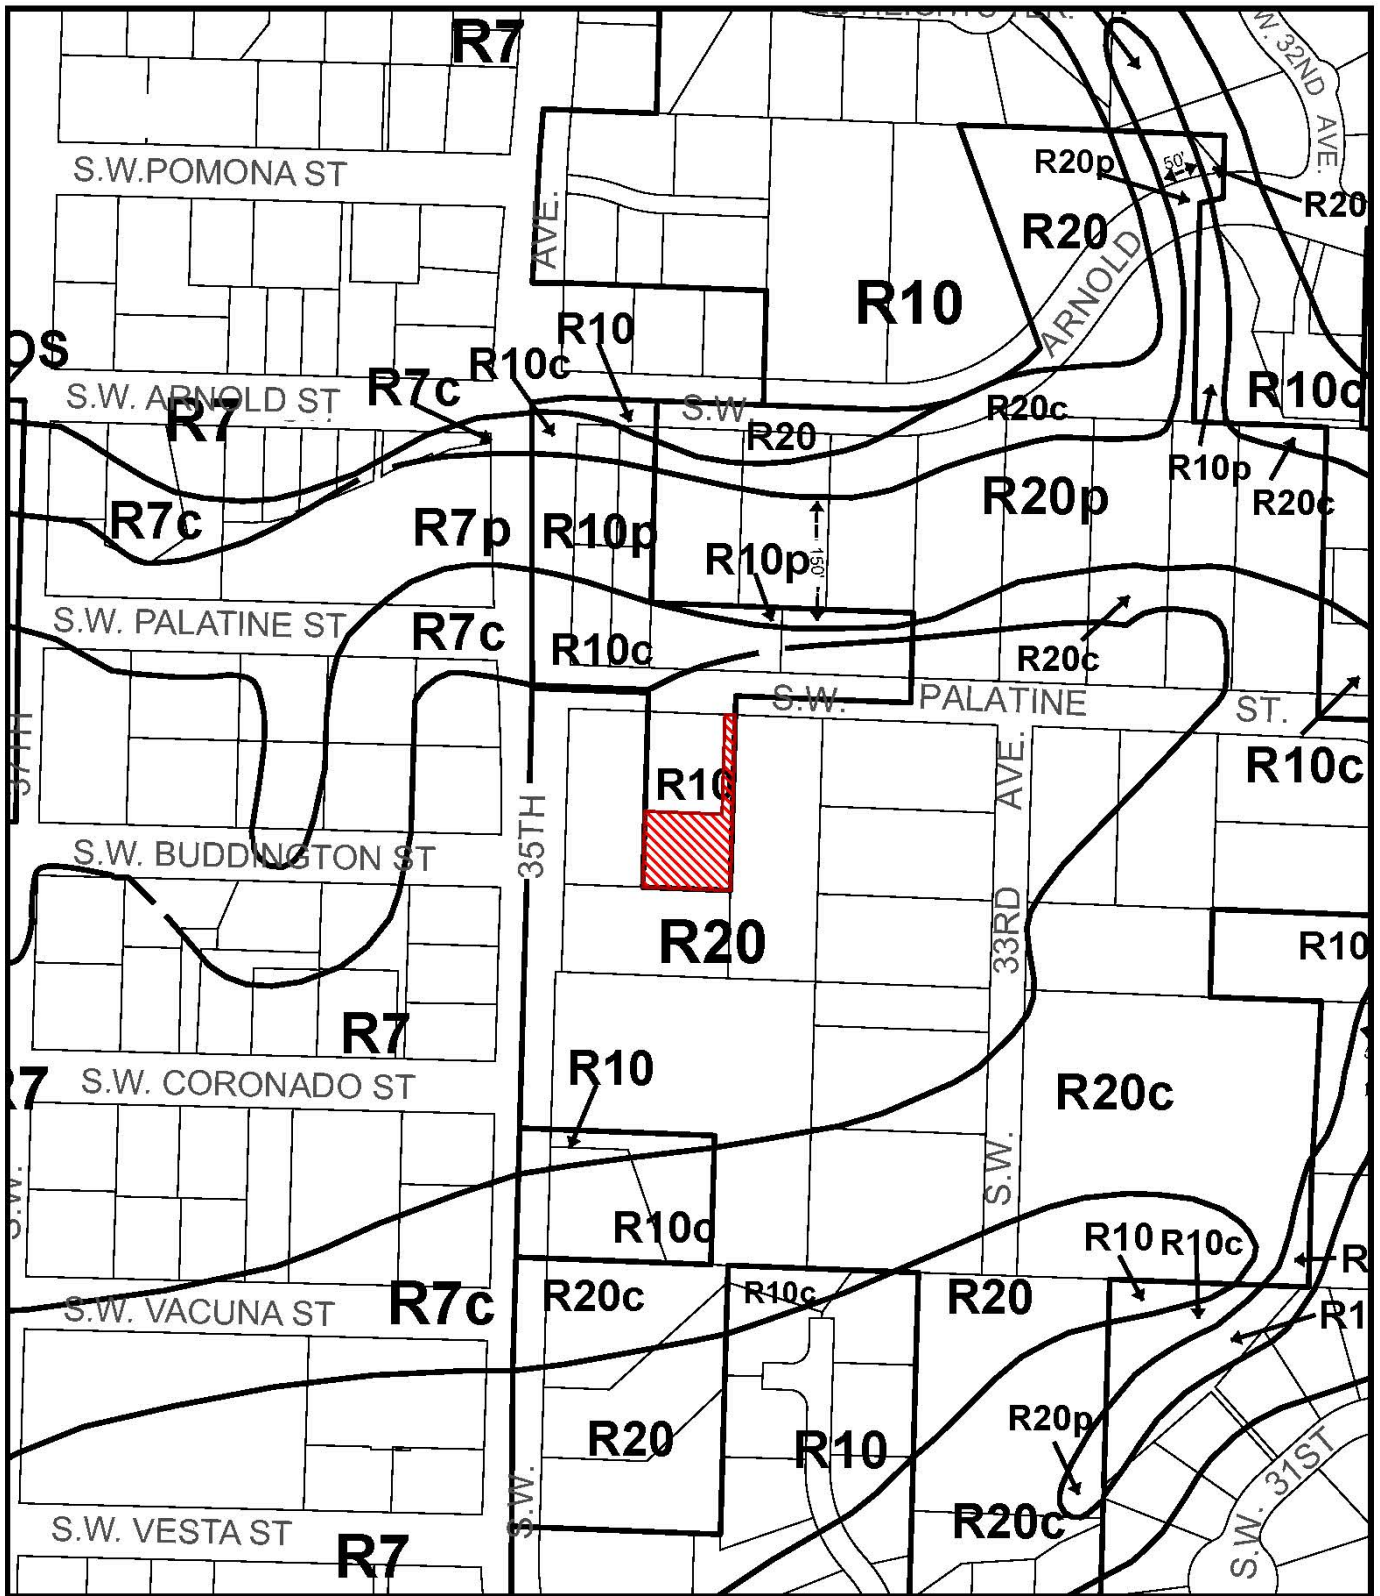 R7
S.W.POMONA ST
AVE.
W. 32ND
AVE.
R20p
50'
R20
R20
ARNOLD
R10
R10
R10c
R7c
S.W. ARNOLD ST
R7
S.W.
R20
R20c
R10c
R10p
R20c
R7c
R7p
R10p
R20p
R10p
150'
S.W. PALATINE ST
R7c
R10c
R20c
S.W.
PALATINE
ST.
37TH
R10
AVE.
R10c
35TH
S.W. BUDDINGTON ST
R20
33RD
R10
R7
R10
S.W. CORONADO ST
R20c
S.W.
R10c
R10
R10c
R7c
R20c
R10c
R20
S.W. VACUNA ST
R20p
R20
R10
S.W. 31ST
S.W.
S.W. VESTA ST
R20c
R7